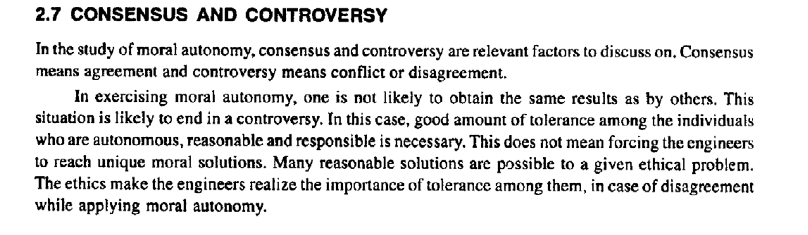 2.7 CONSENSUS AND CONTROVERSY
In the study of moral autonomy, consensus and controversy are relevant factors to discuss on. Consensus
means agreement and controversy means conflict or disagreement.
In exercising moral autonomy, one is not likely to obtain the same results as by others. This
situation is likely to end in a controversy. In this case, good amount of tolerance among the individuals
who are autonomous, reasonable and responsible is necessary. This does not mean forcing the engineers
to reach unique moral solutions. Many reasonable solutions are possible to a given ethical problem.
The ethics make the engineers realize the importance of tolerance among them, in case of disagreement
while applying moral autonomy.